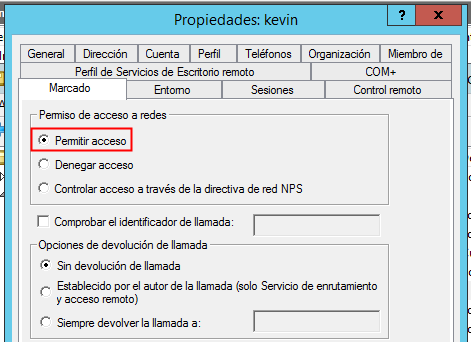 Propiedades: kevin
? x
General Dirección Cuenta Perfil Teléfonos Organización Miembro de
Perfil de Servicios de Escritorio remoto COM+
Marcado Entorno Sesiones Control remoto
Permiso de acceso a redes
Permitir acceso
Denegar acceso
Controlar acceso a través de la directiva de red NPS
Comprobar el identificador de llamada:
Opciones de devolución de llamada
Sin devolución de llamada
Establecido por el autor de la llamada (solo Servicio de enrutamiento
y acceso remoto)
Siempre devolver la llamada a: